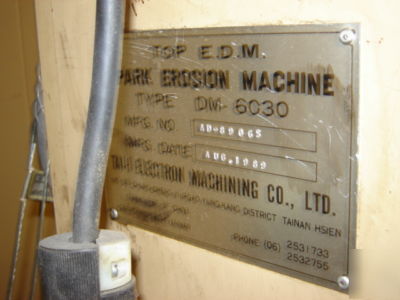 TOP E.D.M.
PARK EROSION MACHINE
TYPE DM-6030
MFG. NO. AD-89065
MFG. DATE AUG.1989
ELECTRON MACHINING CO., LTD.
DISTRICT TAINAN HSIEN
PHONE: (06) 2531733
2532755